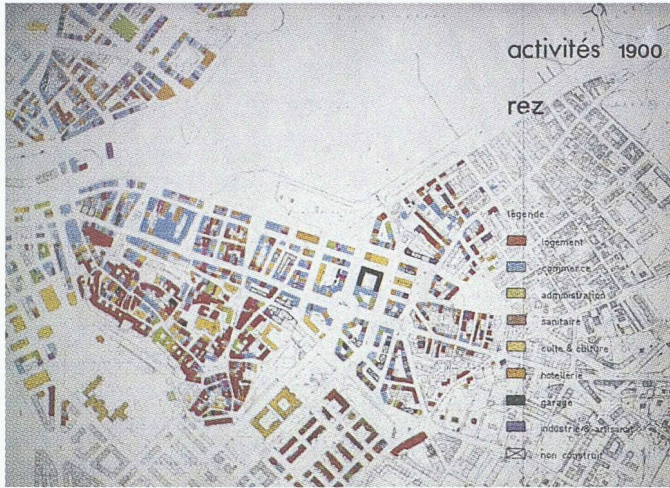 activités 1900
rez
légende
logement
commerce
administration
sanitaire
culte & culture
hôtellerie
garage
industrie & artisanat
non construit